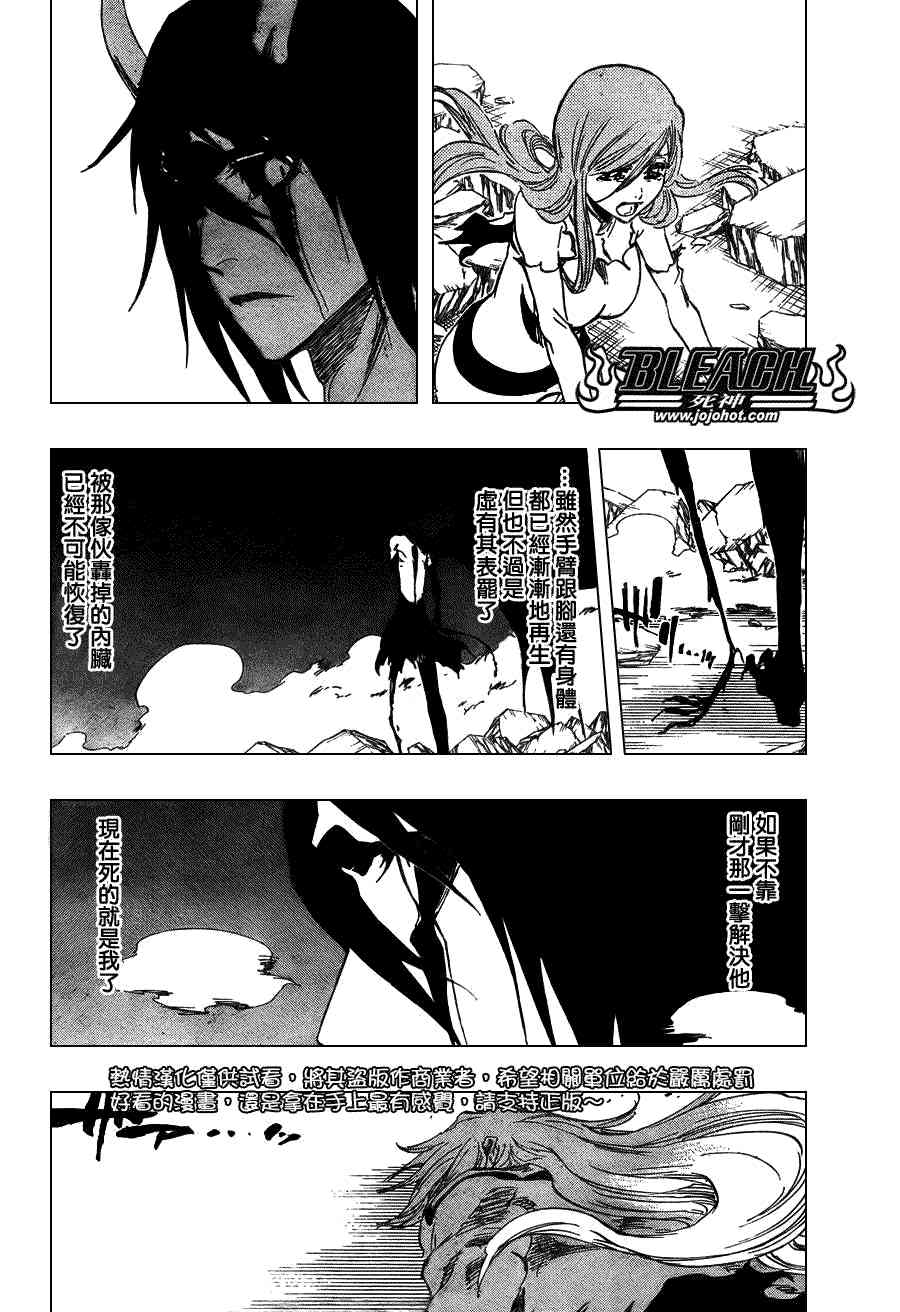 BLEACH
死神
www.jojohot.com
…雖然手臂跟腳還有身體
都已經漸漸地再生
但也不過是
虛有其表罷了
被那傢伙轟掉的內臟
已經不可能恢復了
如果不靠
剛才那一擊解決他
現在死的就是我了
熱情漢化僅供試看，將其盜版作商業者，希望相關單位給於嚴厲處罰
好看的漫畫，還是拿在手上最有感覺，請支持正版～